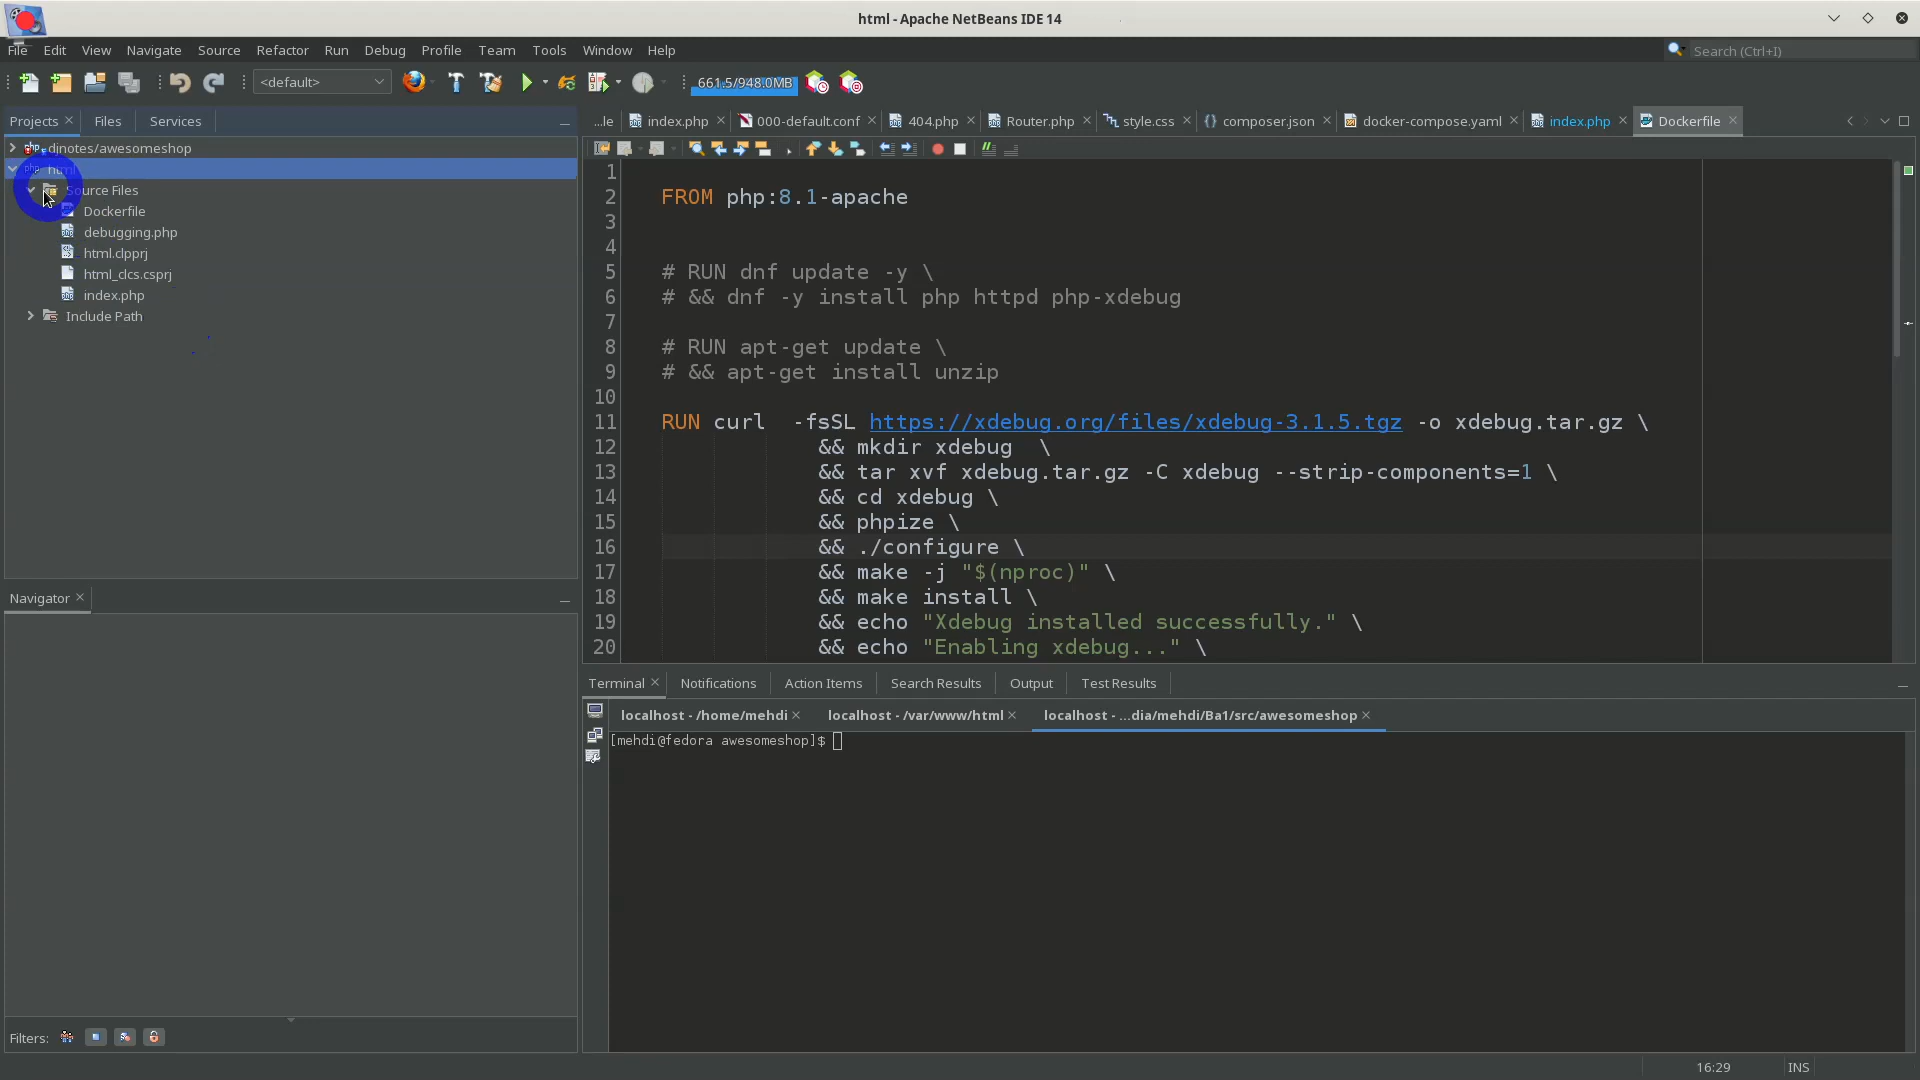 html - Apache NetBeans IDE 14
File Edit View Navigate Source Refactor Run Debug Profile Team Tools Window Help
Search (Ctrl+I)
<default>
661.5/948.0MB
Projects Files Services
...le index.php 000-default.conf 404.php Router.php style.css composer.json docker-compose.yaml index.php Dockerfile
djnotes/awesomeshop
html
Source Files
Dockerfile
debugging.php
html.clpprj
html_clcs.csprj
index.php
Include Path
1
2 FROM php:8.1-apache
3
4
5 # RUN dnf update -y \
6 # && dnf -y install php httpd php-xdebug
7
8 # RUN apt-get update \
9 # && apt-get install unzip
10
11 RUN curl  -fsSL https://xdebug.org/files/xdebug-3.1.5.tgz -o xdebug.tar.gz \
12 && mkdir xdebug  \
13 && tar xvf xdebug.tar.gz -C xdebug --strip-components=1 \
14 && cd xdebug \
15 && phpize \
16 && ./configure \
17 && make -j "$(nproc)" \
18 && make install \
19 && echo "Xdebug installed successfully." \
20 && echo "Enabling xdebug..." \
Navigator
Terminal Notifications Action Items Search Results Output Test Results
localhost - /home/mehdi localhost - /var/www/html localhost - ...dia/mehdi/Ba1/src/awesomeshop
[mehdi@fedora awesomeshop]$
Filters:
16:29 INS